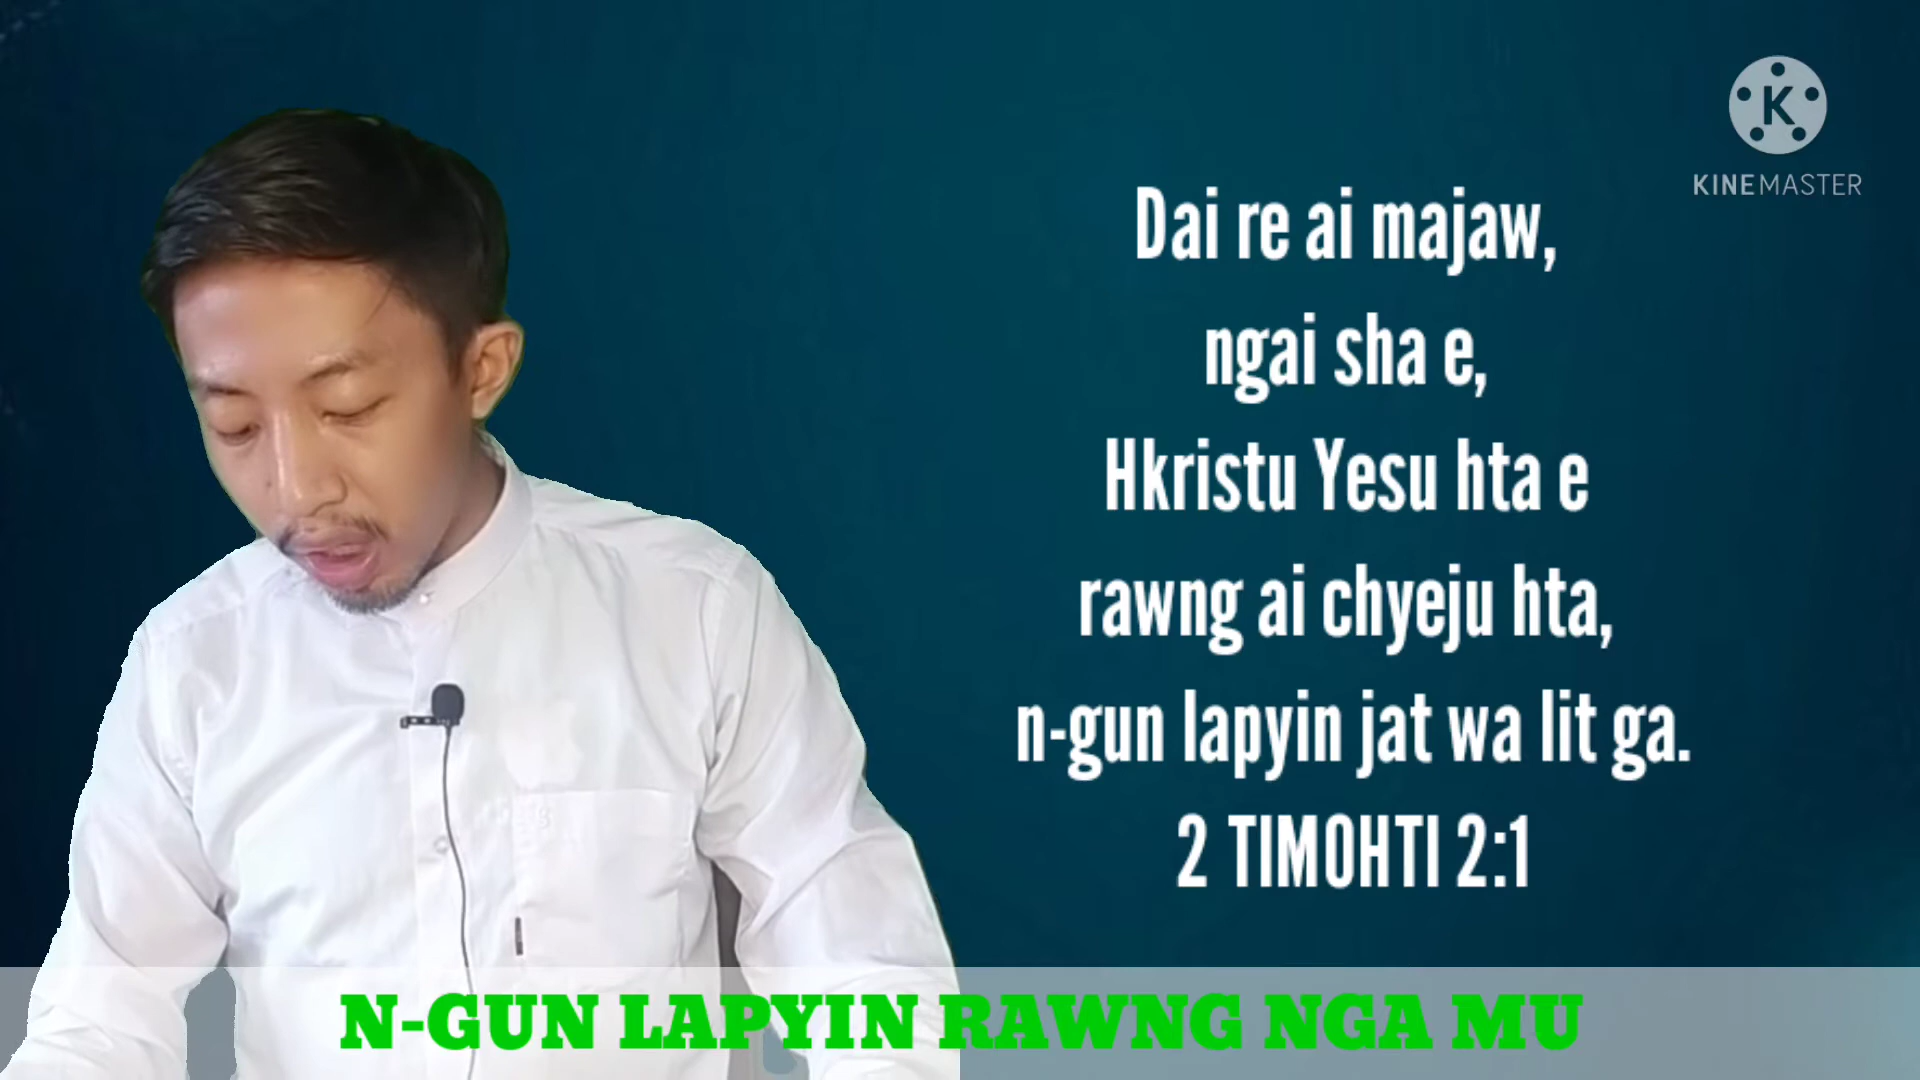 K
KINEMASTER
Dai re ai majaw,
ngai sha e,
Hkristu Yesu hta e
rawng ai chyeju hta,
n-gun lapyin jat wa lit ga.
2 TIMOHTI 2:1
N-GUN LAPYIN RAWNG NGA MU